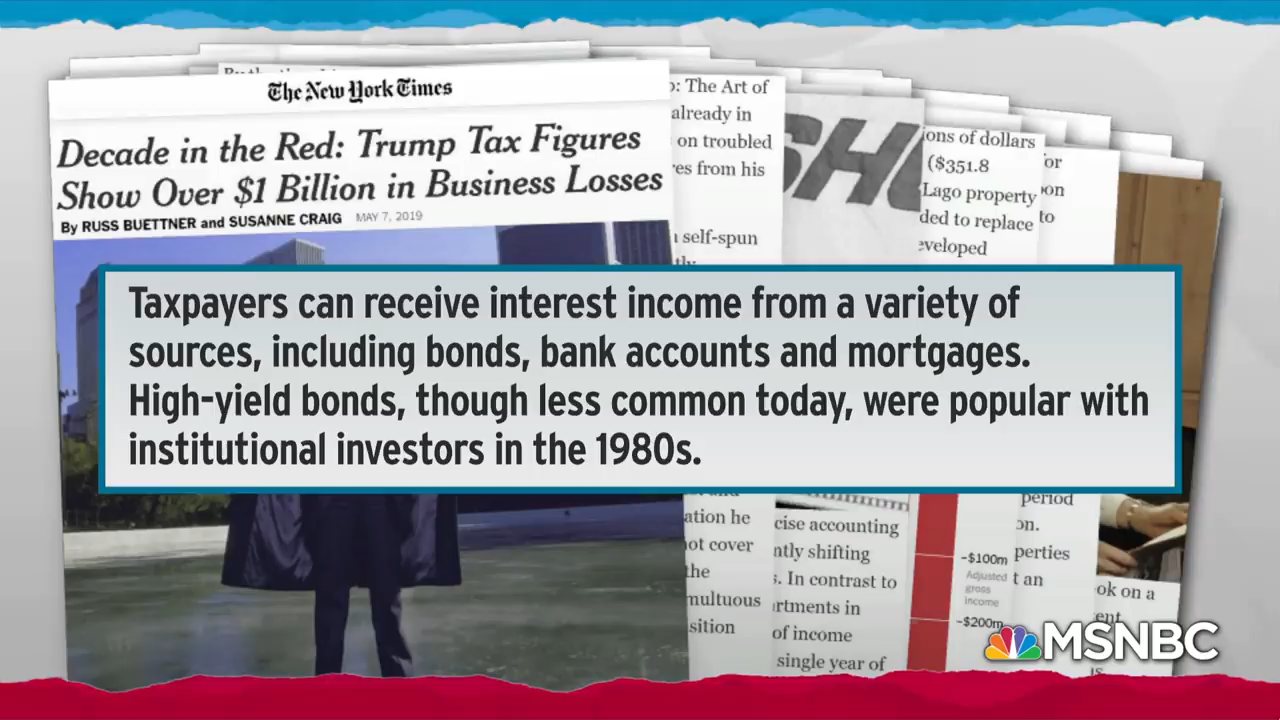 The New York Times
Decade in the Red: Trump Tax Figures
Show Over $1 Billion in Business Losses
By RUSS BUETTNER and SUSANNE CRAIG MAY 7, 2019
: The Art of
already in
on troubled
es from his
self-spun
SH
ions of dollars
($351.8
Lago property
ded to replace
eveloped
or
on
to
Taxpayers can receive interest income from a variety of
sources, including bonds, bank accounts and mortgages.
High-yield bonds, though less common today, were popular with
institutional investors in the 1980s.
ation he
ot cover
the
multuous
sition
cise accounting
ntly shifting
s. In contrast to
rtments in
of income
single year of
-$100m
Adjusted
gross
income
-$200m
period
on.
perties
t an
ok on a
ent
MSNBC